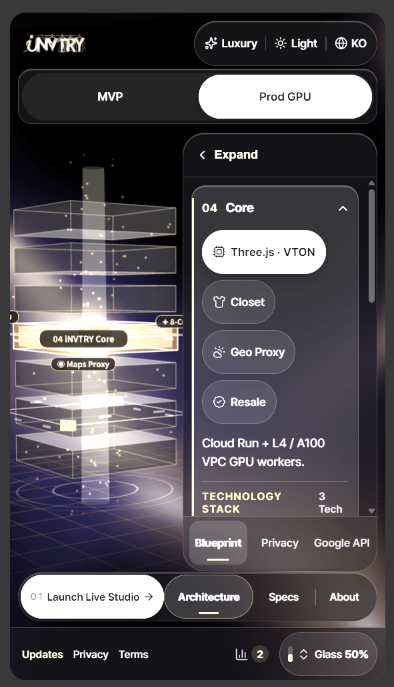 iNVTRY
Luxury
Light
KO
MVP
Prod GPU
Expand
04 Core
Three.js · VTON
Closet
Geo Proxy
Resale
Cloud Run + L4 / A100
VPC GPU workers.
TECHNOLOGY
STACK
3
Tech
8-C
04 iNVTRY Core
Maps Proxy
Blueprint
Privacy
Google API
01 Launch Live Studio →
Architecture
Specs
About
Updates
Privacy
Terms
2
Glass 50%